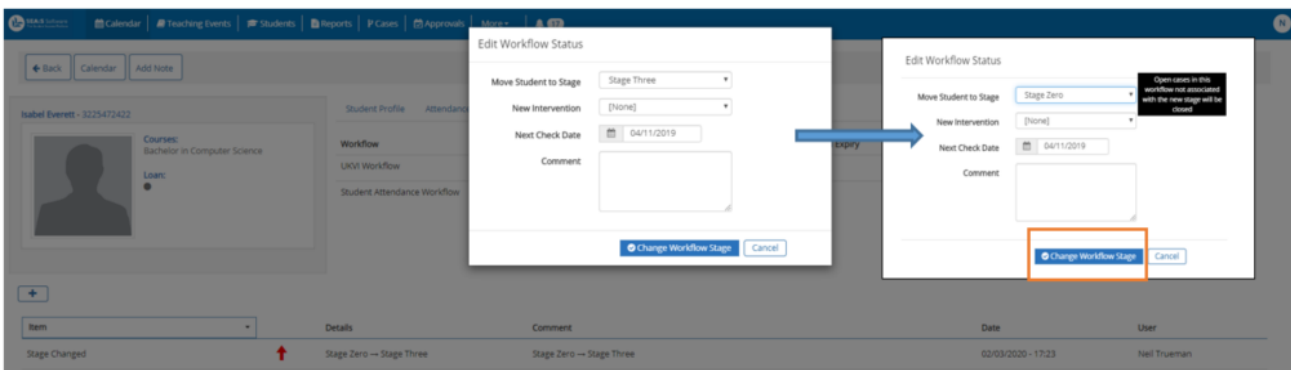 SEAtS Software
Calendar
Teaching Events
Students
Reports
Cases
Approvals
More
17
N
Back
Calendar
Add Note
Isabel Everett - 3225472422
Courses:
Bachelor in Computer Science
Loan:
Student Profile
Attendance
Workflow
Expiry
UKVI Workflow
Student Attendance Workflow
Edit Workflow Status
Move Student to Stage
Stage Three
New Intervention
[None]
Next Check Date
04/11/2019
Comment
Change Workflow Stage
Cancel
Edit Workflow Status
Move Student to Stage
Stage Zero
Open cases in this
workflow not associated
with the new stage will be
closed
New Intervention
[None]
Next Check Date
04/11/2019
Comment
Change Workflow Stage
Cancel
+
Item Details Comment Date User
Stage Changed Stage Zero → Stage Three Stage Zero → Stage Three 02/03/2020 - 17:23 Neil Trueman